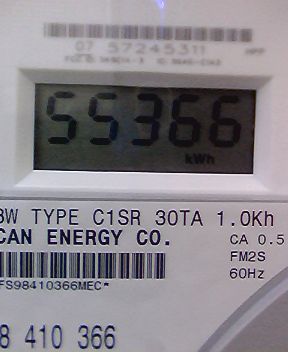 07 57245311
55366
kWh
3W TYPE C1SR 30TA 1.0Kh
CAN ENERGY CO.
CA 0.5
FM2S
60Hz
FS98410366MEC*
8 410 366